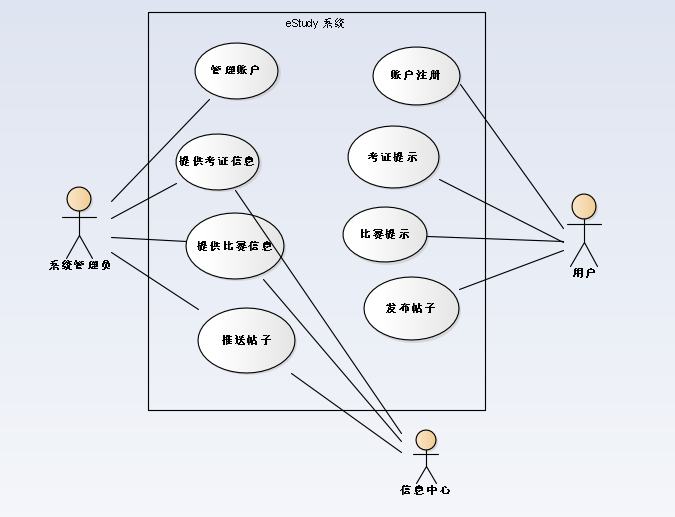 eStudy 系统
管理账户
账户注册
提供考证信息
考证提示
提供比赛信息
比赛提示
系统管理员
用户
推送帖子
发布帖子
信息中心